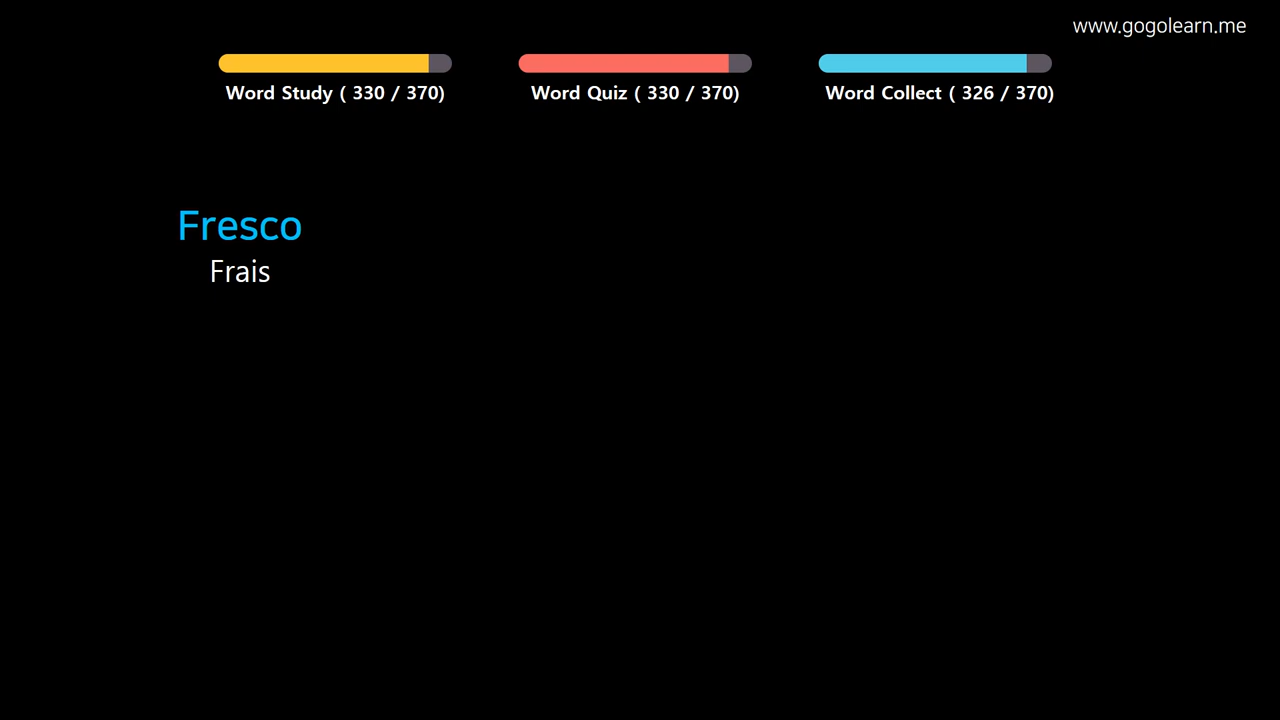 www.gogolearn.me
Word Study ( 330 / 370)
Word Quiz ( 330 / 370)
Word Collect ( 326 / 370)
Fresco
Frais